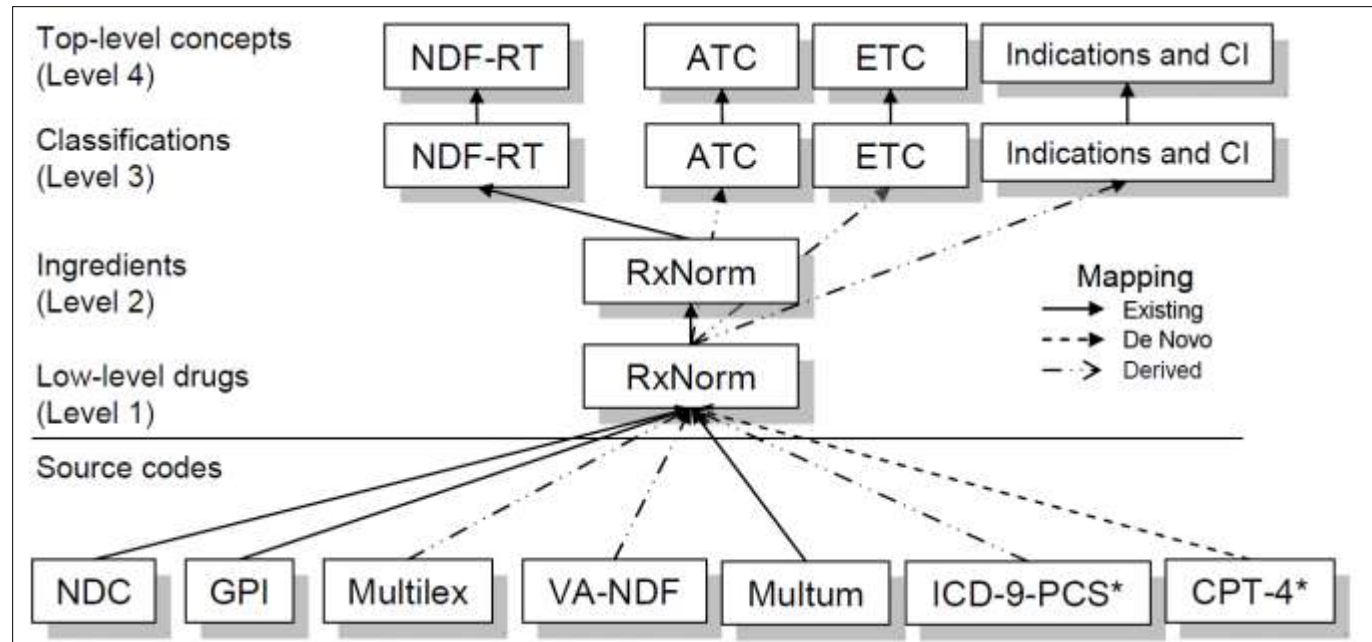 Top-level concepts
(Level 4)
NDF-RT
ATC
ETC
Indications and CI
Classifications
(Level 3)
NDF-RT
ATC
ETC
Indications and CI
Ingredients
(Level 2)
RxNorm
Mapping
Existing
De Novo
Derived
Low-level drugs
(Level 1)
RxNorm
Source codes
NDC
GPI
Multilex
VA-NDF
Multum
ICD-9-PCS*
CPT-4*